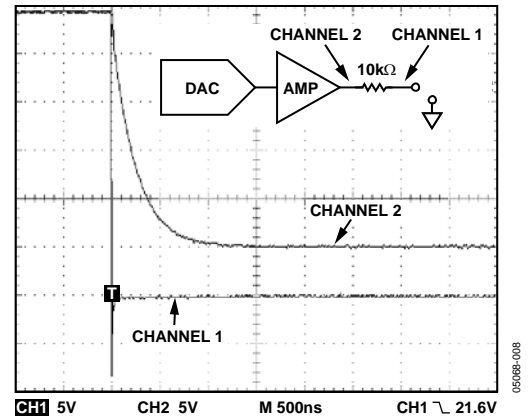 CHANNEL 2
CHANNEL 1
10kΩ
DAC
AMP
CHANNEL 2
T
CHANNEL 1
CH1 5V CH2 5V M 500ns CH1 21.6V
05068-008